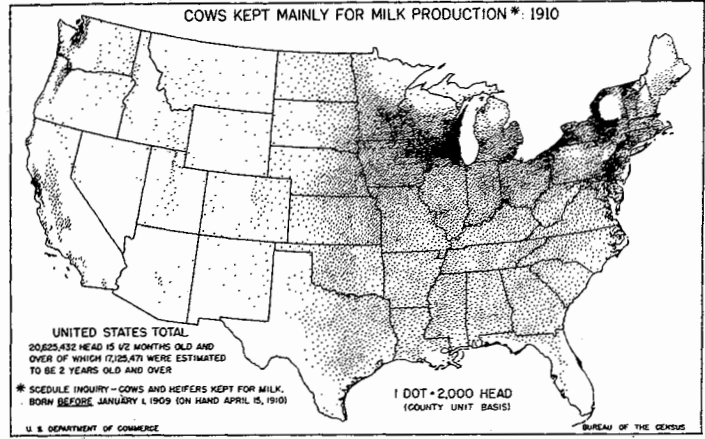 COWS KEPT MAINLY FOR MILK PRODUCTION*: 1910
UNITED STATES TOTAL
20,625,432 HEAD 15 1/2 MONTHS OLD AND
OVER OF WHICH 17,125,471 WERE ESTIMATED
TO BE 2 YEARS OLD AND OVER
* SCEDULE INQUIRY - COWS AND HEIFERS KEPT FOR MILK,
BORN BEFORE JANUARY 1, 1909 (ON HAND APRIL 15, 1910)
1 DOT = 2,000 HEAD
(COUNTY UNIT BASIS)
U. S. DEPARTMENT OF COMMERCE
BUREAU OF THE CENSUS